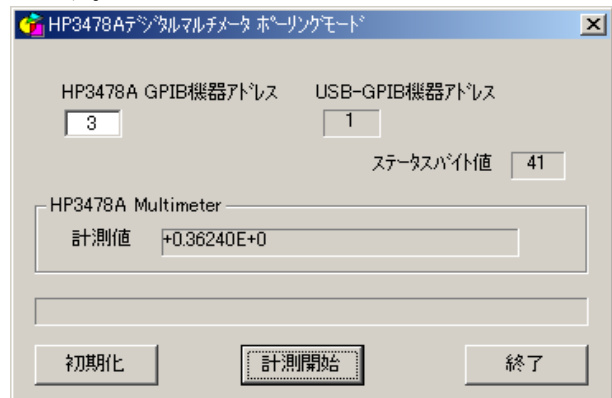 HP3478Aﾃﾞｼﾞﾀﾙﾏﾙﾁﾒｰﾀ ﾎﾟｰﾘﾝｸﾞﾓｰﾄﾞ
HP3478A GPIB機器ｱﾄﾞﾚｽ USB-GPIB機器ｱﾄﾞﾚｽ
3 1
ｽﾃｰﾀｽﾊﾞｲﾄ値 41
HP3478A Multimeter
計測値 +0.36240E+0
初期化 計測開始 終了